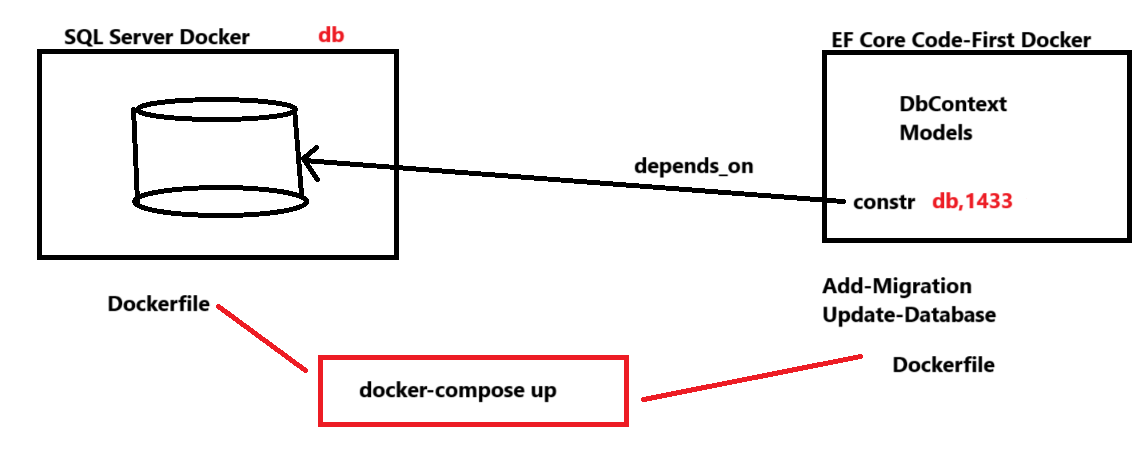 SQL Server Docker db
EF Core Code-First Docker
DbContext
Models
depends_on
constr db,1433
Add-Migration
Update-Database
Dockerfile
Dockerfile
docker-compose up